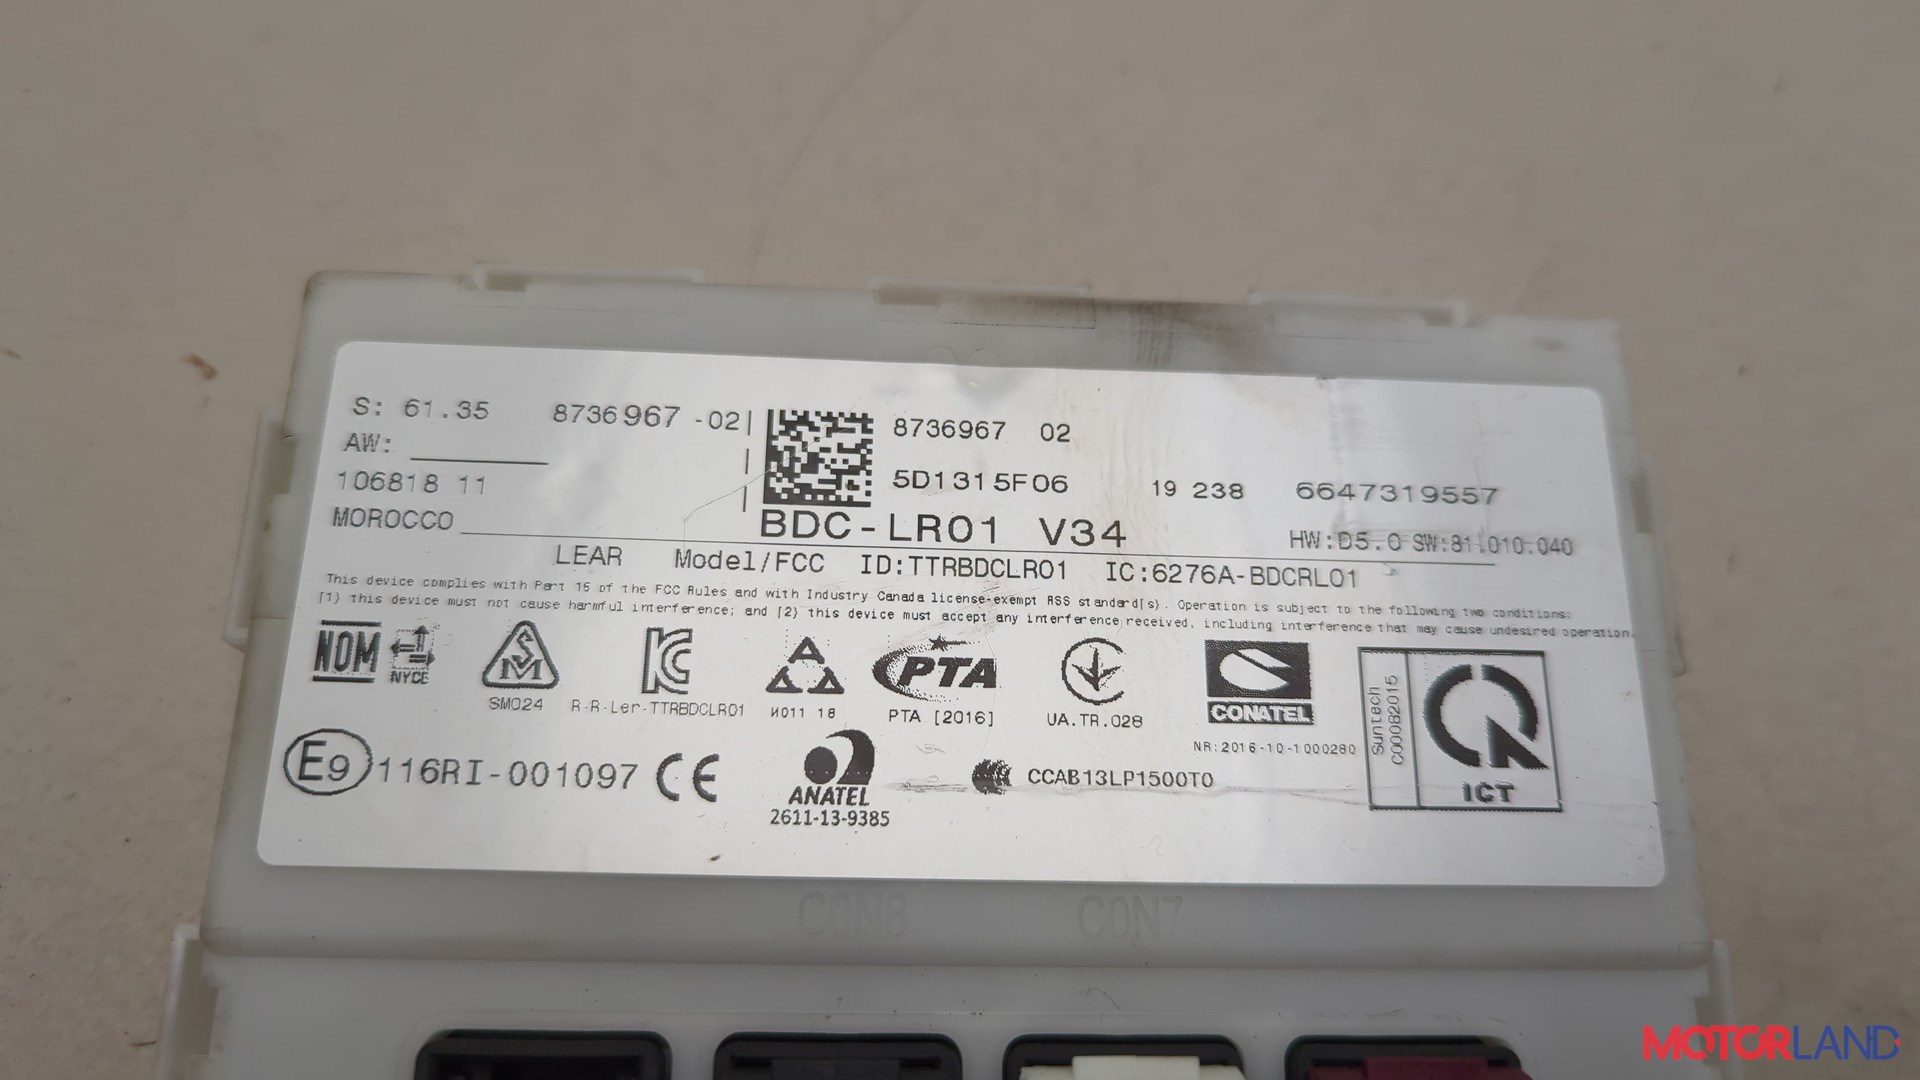 S: 61.35 8736967 -02 8736967 02
AW:
106818 11 5D1315F06 19 238 6647319557
MOROCCO BDC-LR01 V34 HW:D5.0 SW:81.010.040
LEAR Model/FCC ID:TTRBDCLR01 IC:6276A-BDCRL01
This device complies with Part 15 of the FCC Rules and with Industry Canada license-exempt RSS standard(s). Operation is subject to the following two conditions:
(1) this device must not cause harmful interference; and (2) this device must accept any interference received, including interference that may cause undesired operation.
NOM NYCE SM KC PTA CONATEL
SM024 R-R-Ler-TTRBDCLR01 И011 18 PTA [2016] UA.TR.028
NR:2016-10-1000280
Suntech
C00082015
ICT
E9 116RI-001097 CE ANATEL CCAB13LP1500T0
2611-13-9385
CON8 CON7
MOTORLAND